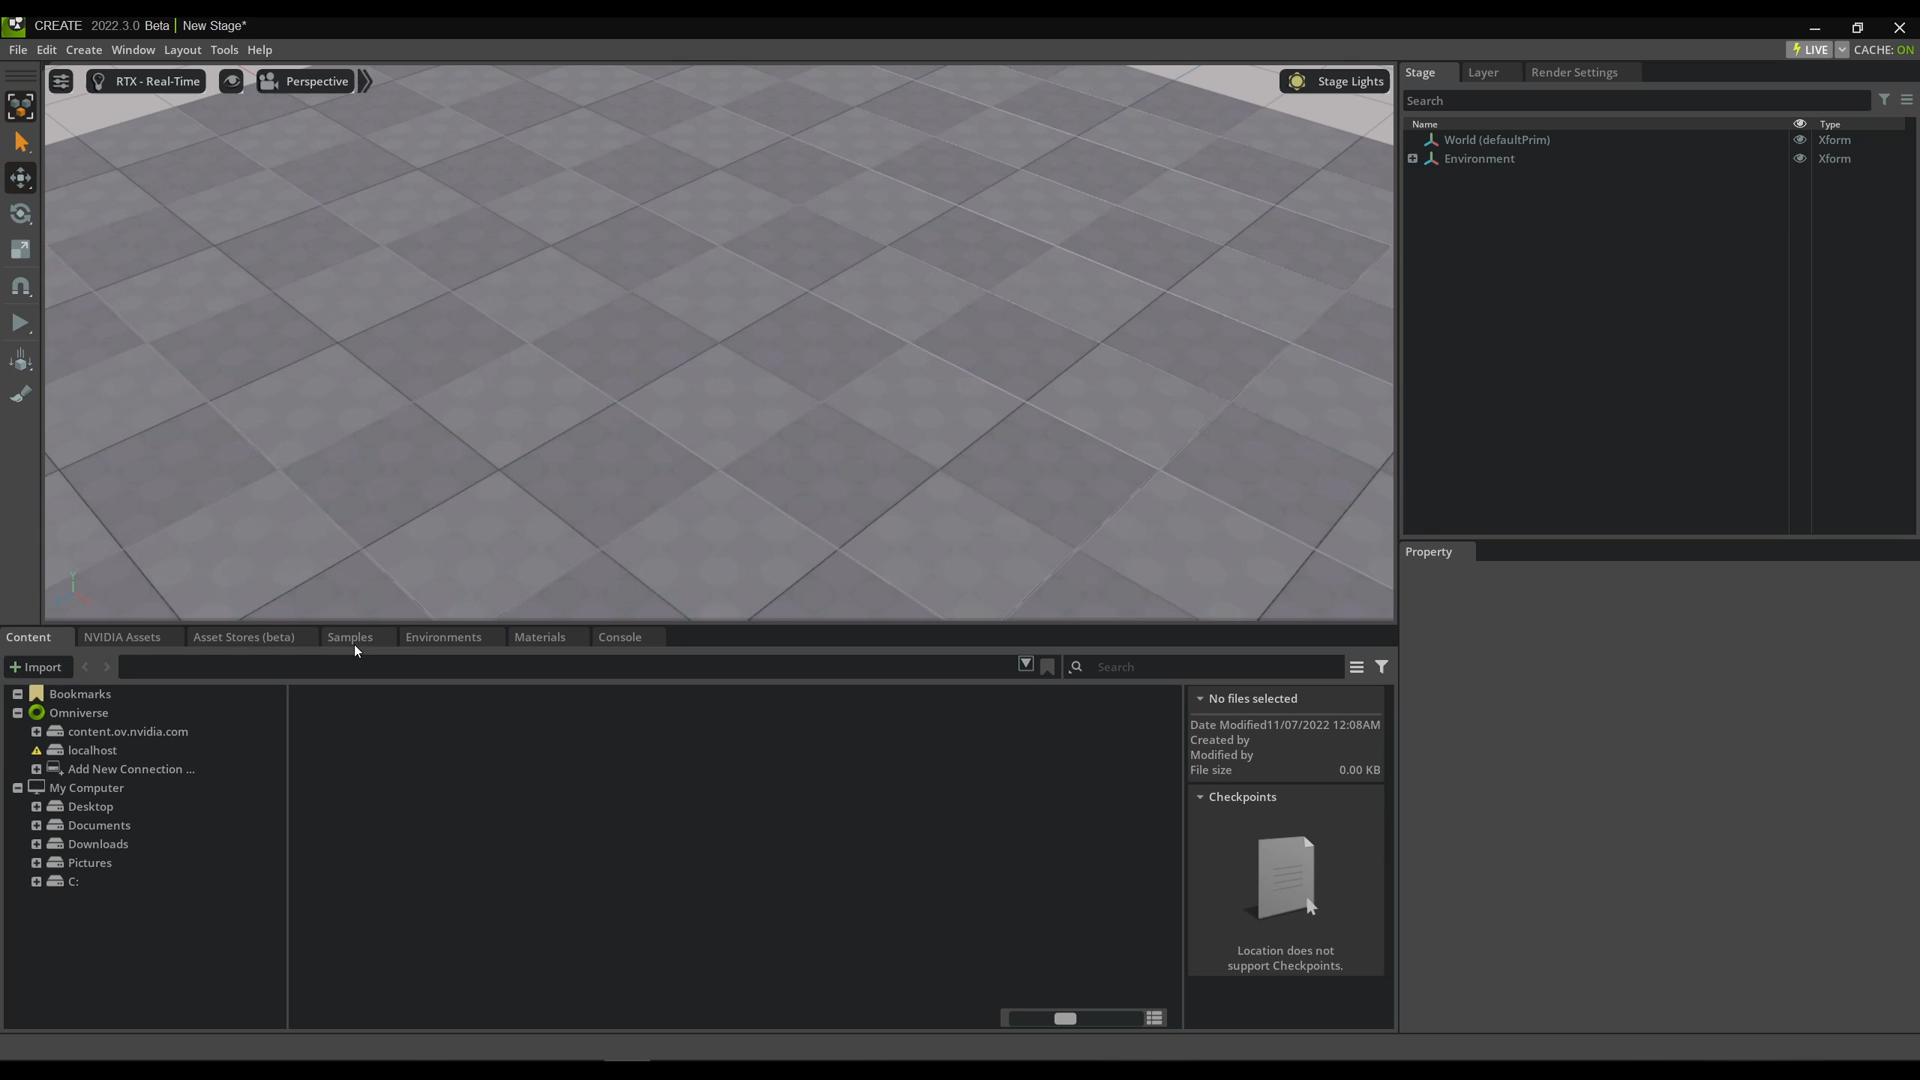 CREATE 2022.3.0 Beta New Stage*
File Edit Create Window Layout Tools Help
LIVE CACHE: ON
RTX - Real-Time
Perspective
Stage Lights
Stage Layer Render Settings
Search
Name Type
World (defaultPrim) Xform
Environment Xform
Y
Property
Content NVIDIA Assets Asset Stores (beta) Samples Environments Materials Console
Import
Search
Bookmarks
Omniverse
content.ov.nvidia.com
localhost
Add New Connection ...
My Computer
Desktop
Documents
Downloads
Pictures
C:
No files selected
Date Modified11/07/2022 12:08AM
Created by
Modified by
File size 0.00 KB
Checkpoints
Location does not
support Checkpoints.